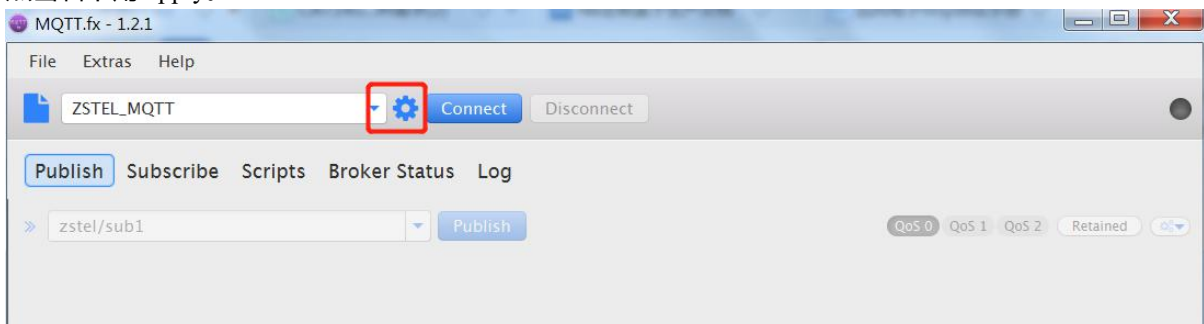 MQTT.fx - 1.2.1
File Extras Help
ZSTEL_MQTT Connect Disconnect
Publish Subscribe Scripts Broker Status Log
zstel/sub1 Publish QoS 0 QoS 1 QoS 2 Retained